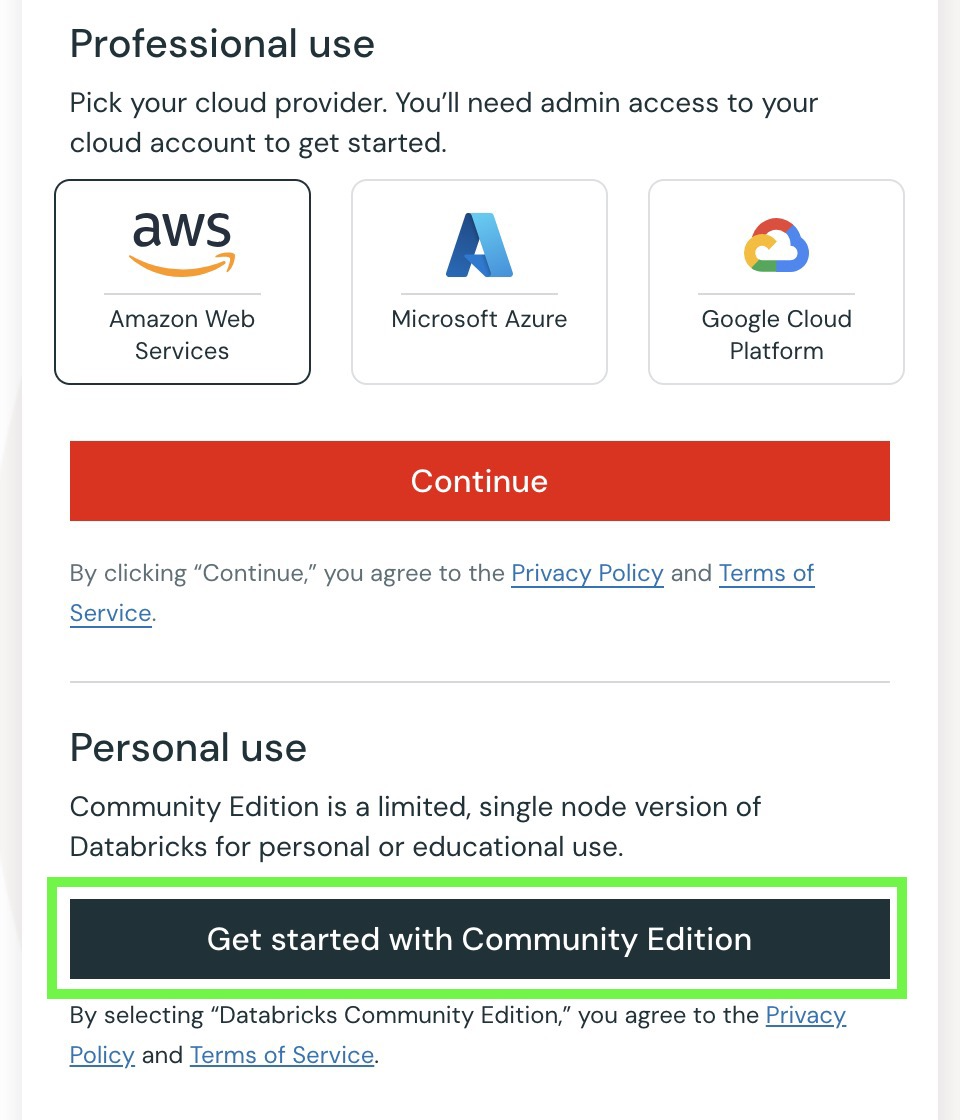 Professional use
Pick your cloud provider. You’ll need admin access to your
cloud account to get started.
aws
Amazon Web
Services
Microsoft Azure
Google Cloud
Platform
Continue
By clicking “Continue,” you agree to the Privacy Policy and Terms of
Service.
Personal use
Community Edition is a limited, single node version of
Databricks for personal or educational use.
Get started with Community Edition
By selecting “Databricks Community Edition,” you agree to the Privacy
Policy and Terms of Service.